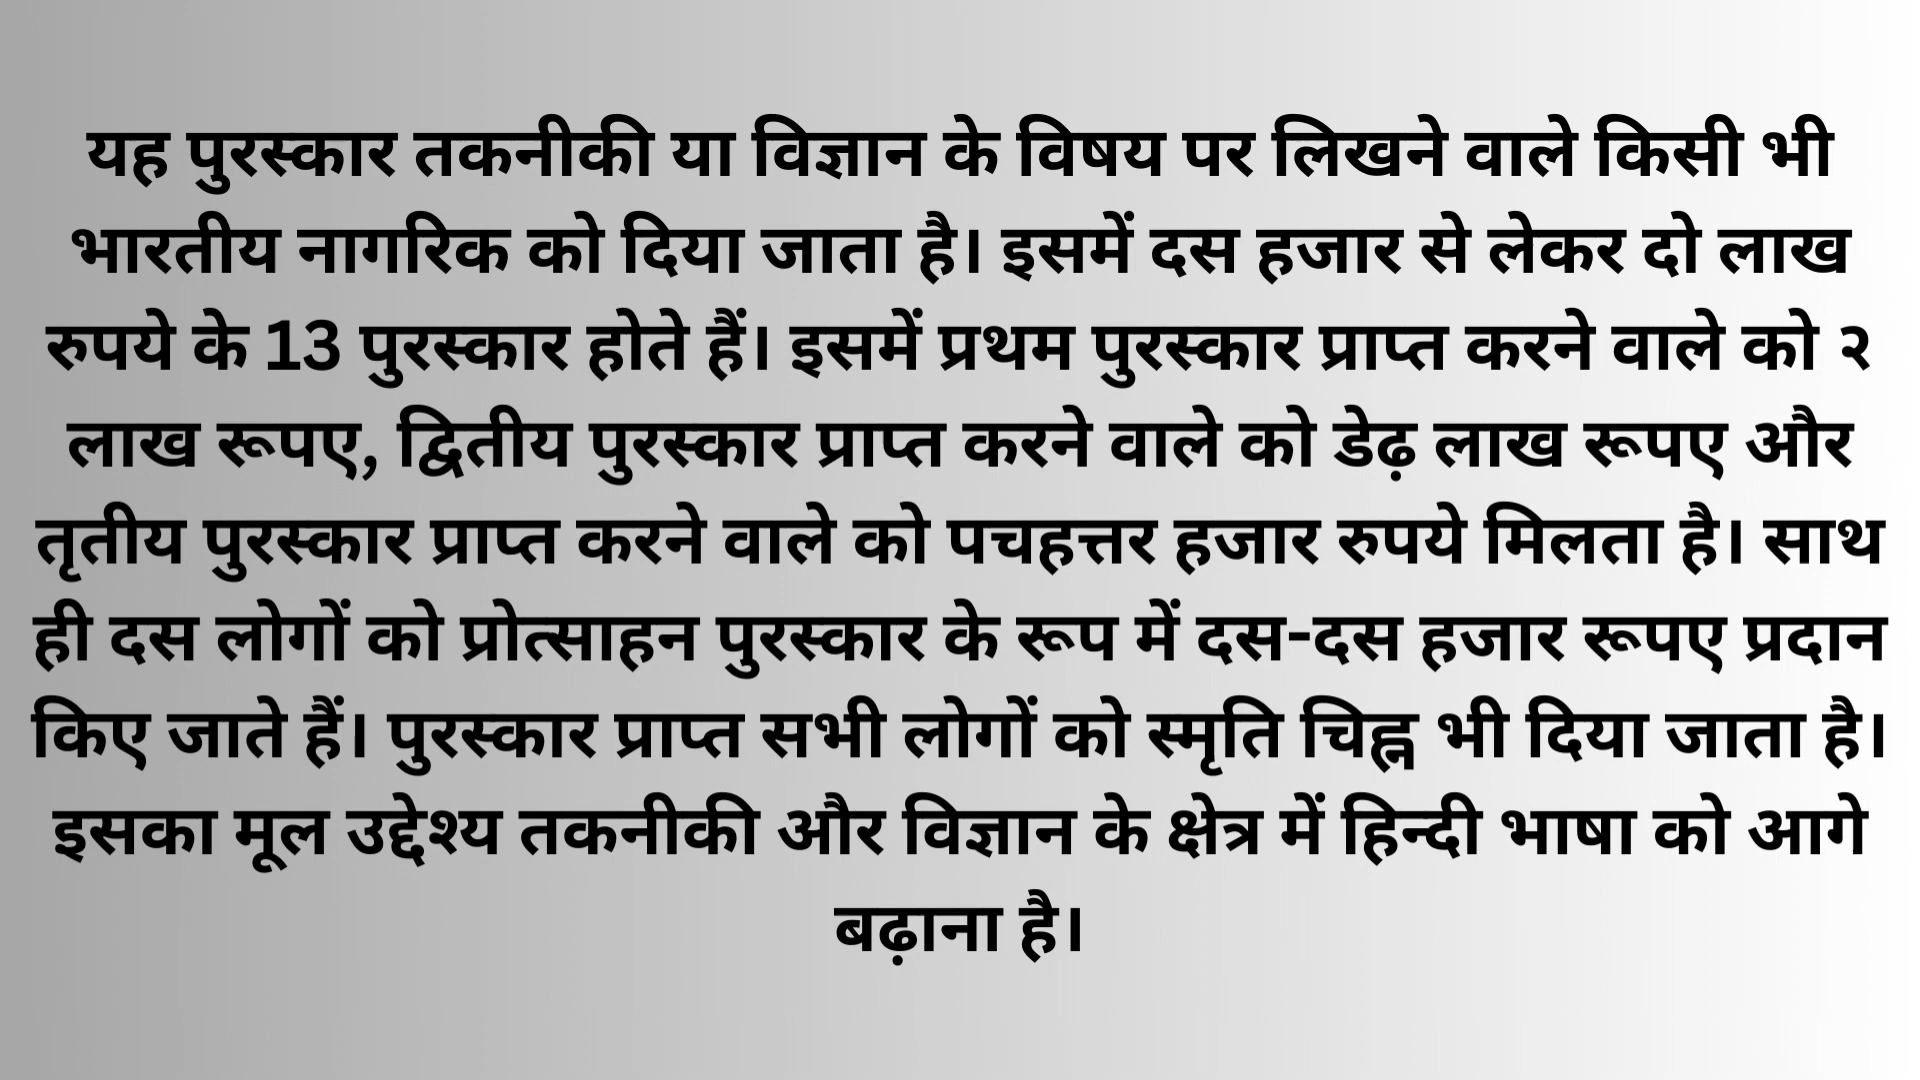 यह पुरस्कार तकनीकी या विज्ञान के विषय पर लिखने वाले किसी भी
भारतीय नागरिक को दिया जाता है। इसमें दस हजार से लेकर दो लाख
रुपये के 13 पुरस्कार होते हैं। इसमें प्रथम पुरस्कार प्राप्त करने वाले को २
लाख रूपए, द्वितीय पुरस्कार प्राप्त करने वाले को डेढ़ लाख रूपए और
तृतीय पुरस्कार प्राप्त करने वाले को पचहत्तर हजार रुपये मिलता है। साथ
ही दस लोगों को प्रोत्साहन पुरस्कार के रूप में दस-दस हजार रूपए प्रदान
किए जाते हैं। पुरस्कार प्राप्त सभी लोगों को स्मृति चिह्न भी दिया जाता है।
इसका मूल उद्देश्य तकनीकी और विज्ञान के क्षेत्र में हिन्दी भाषा को आगे
बढ़ाना है।